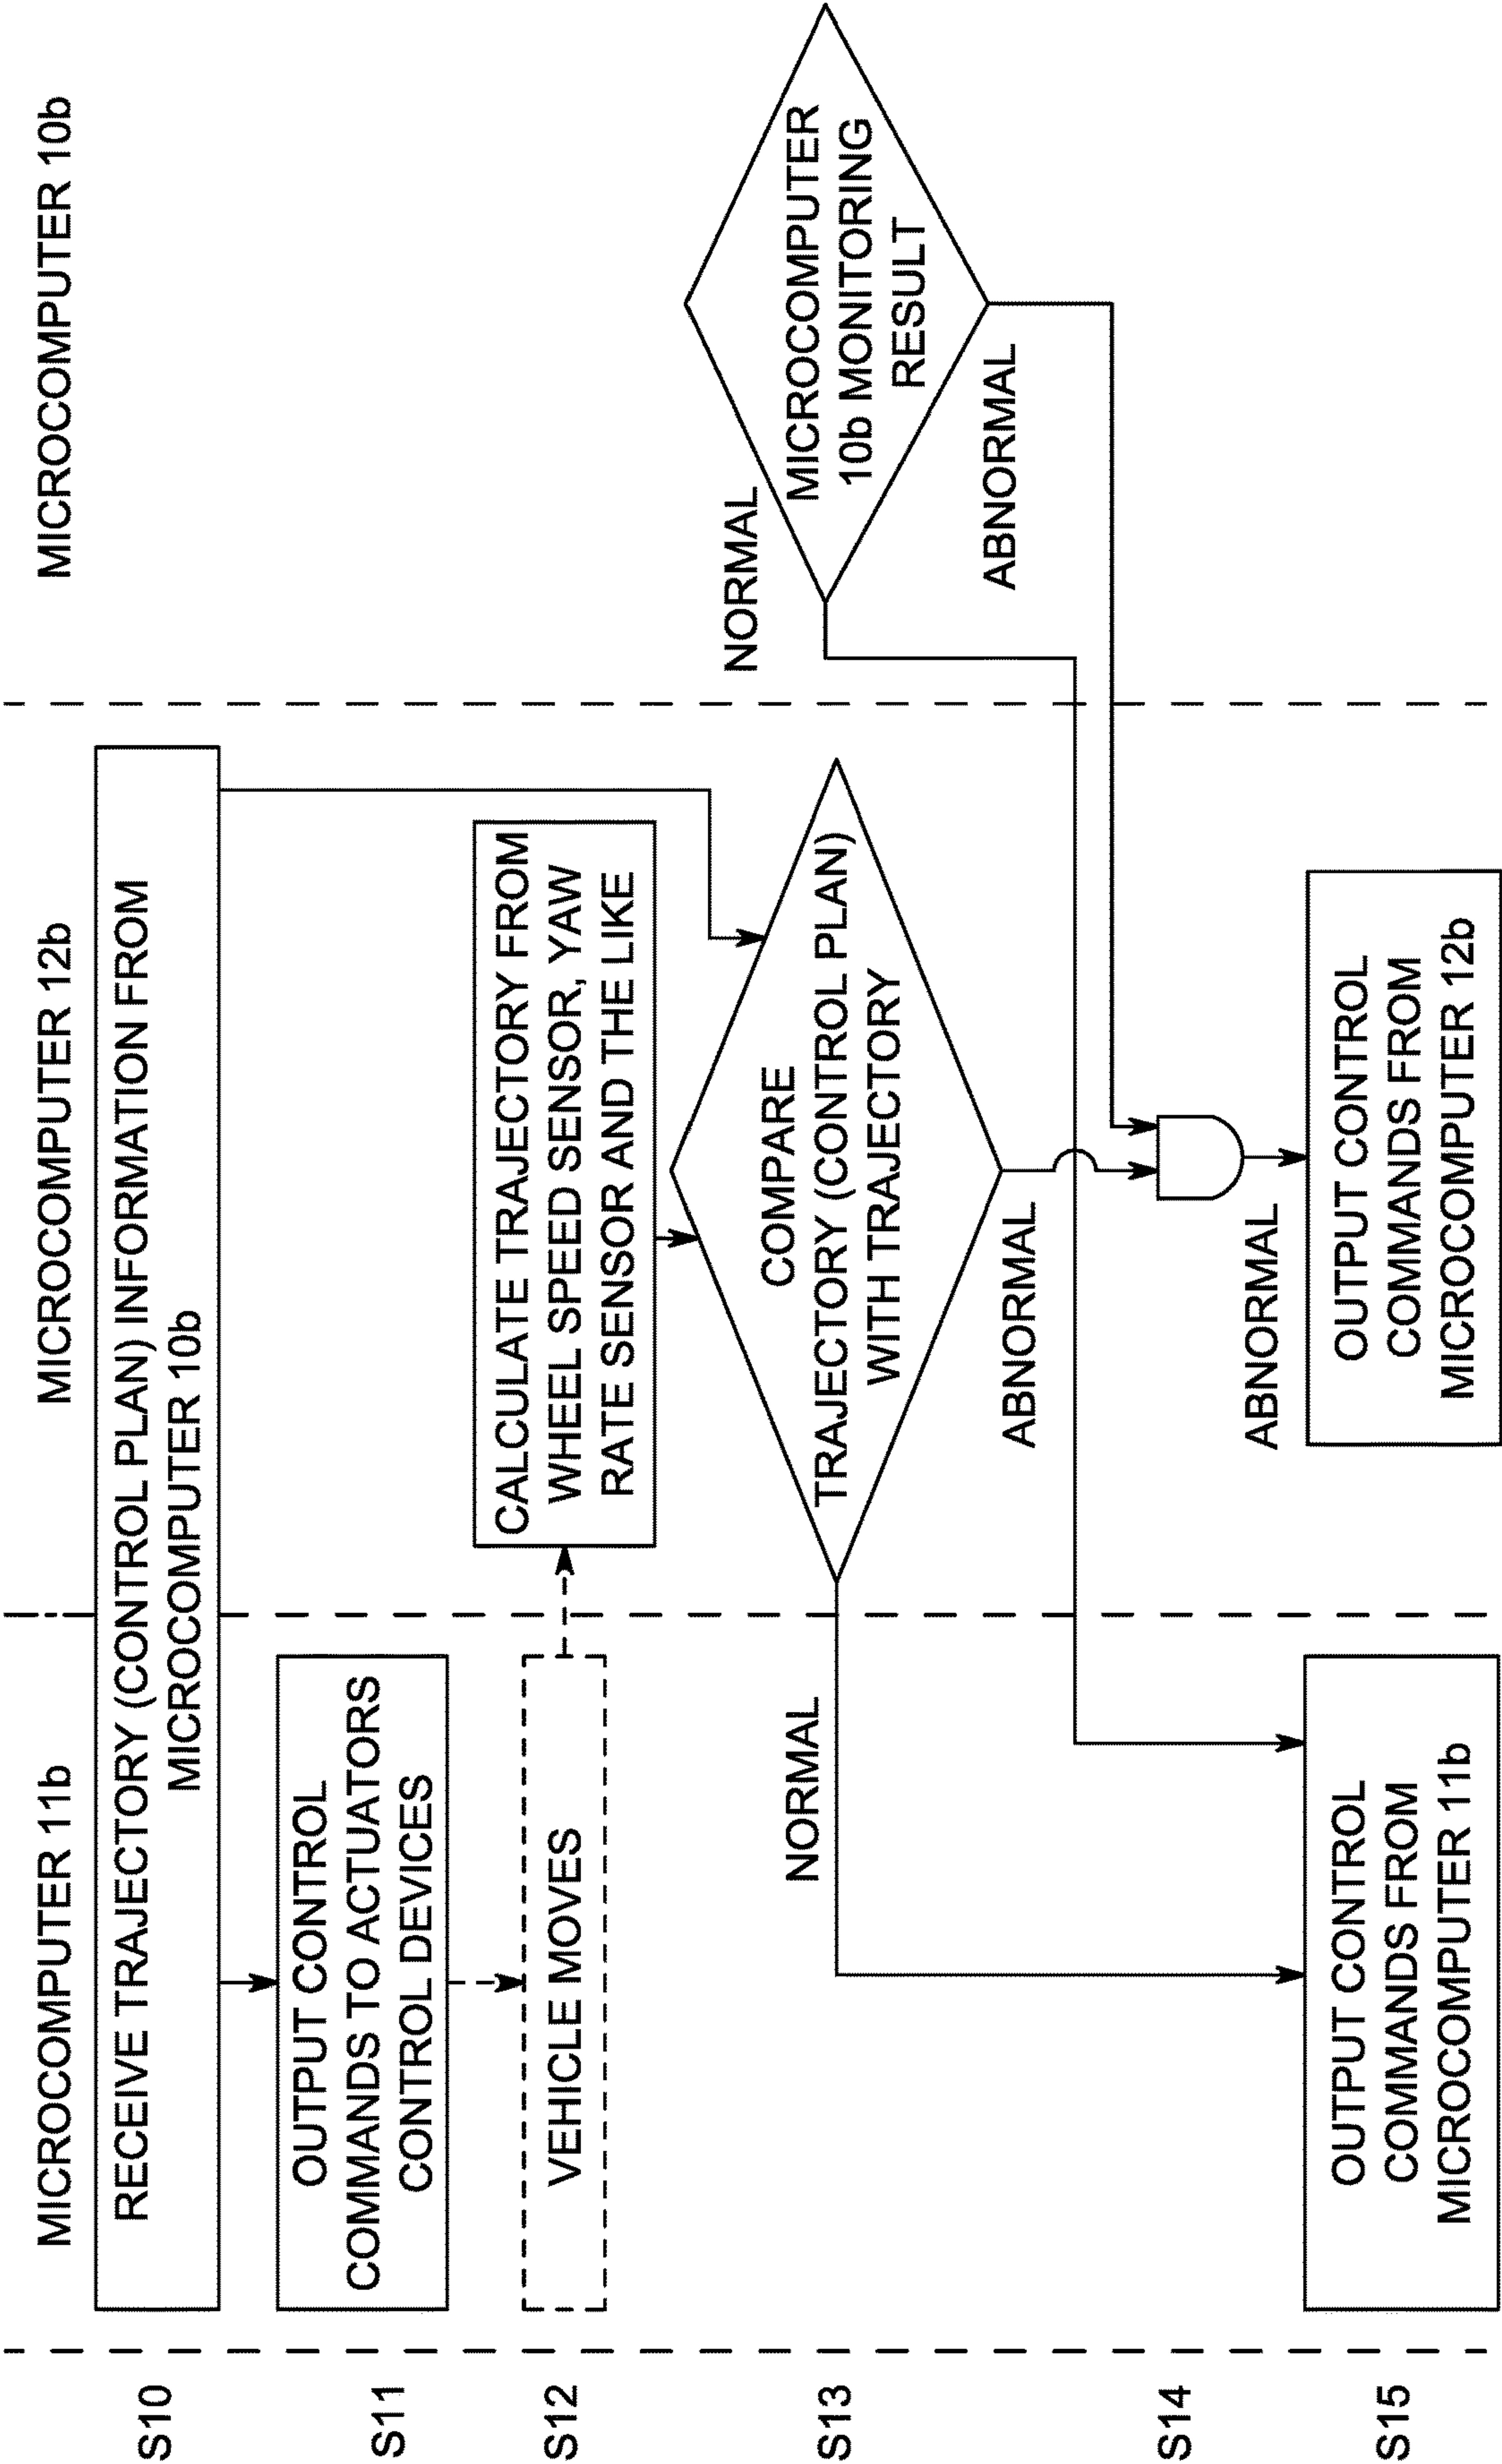 MICROCOMPUTER 11b
MICROCOMPUTER 12b
MICROCOMPUTER 10b
S10
RECEIVE TRAJECTORY (CONTROL PLAN) INFORMATION FROM
MICROCOMPUTER 10b
S11
OUTPUT CONTROL
COMMANDS TO ACTUATORS
CONTROL DEVICES
S12
VEHICLE MOVES
CALCULATE TRAJECTORY FROM
WHEEL SPEED SENSOR, YAW
RATE SENSOR AND THE LIKE
S13
NORMAL
COMPARE
TRAJECTORY (CONTROL PLAN)
WITH TRAJECTORY
ABNORMAL
NORMAL
MICROCOMPUTER
10b MONITORING
RESULT
ABNORMAL
S14
ABNORMAL
S15
OUTPUT CONTROL
COMMANDS FROM
MICROCOMPUTER 11b
OUTPUT CONTROL
COMMANDS FROM
MICROCOMPUTER 12b